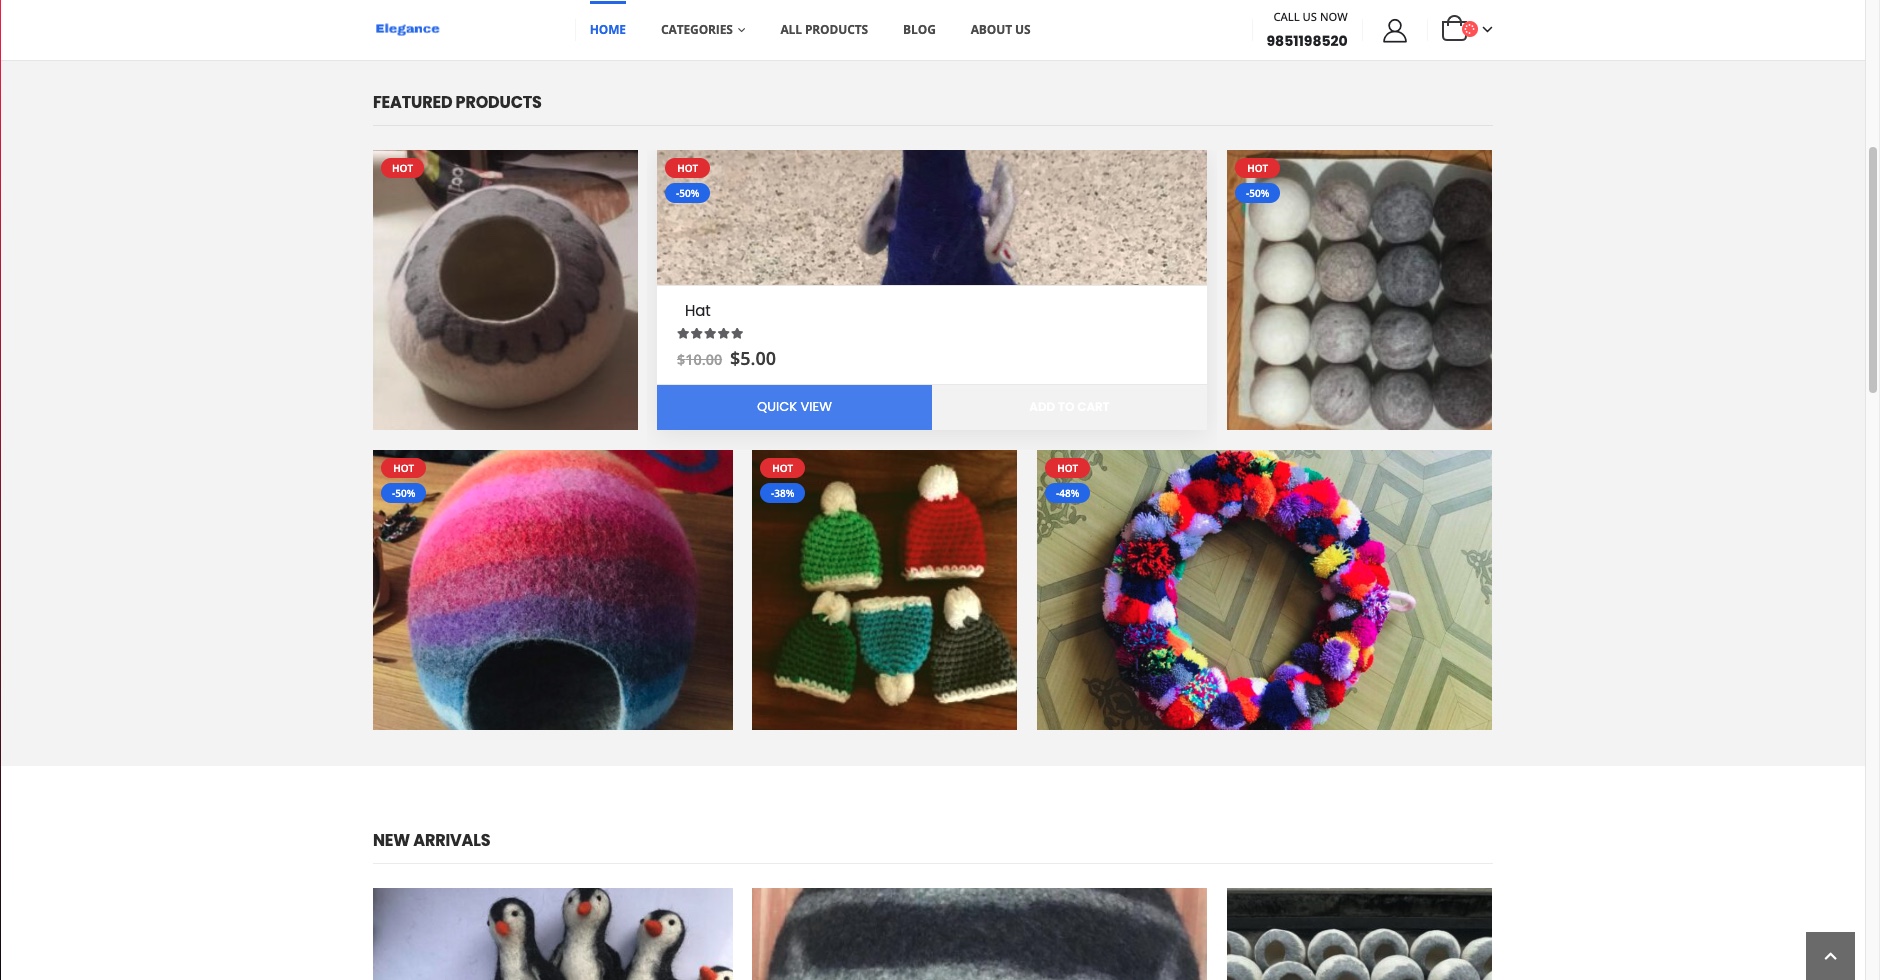 Elegance
HOME
CATEGORIES
ALL PRODUCTS
BLOG
ABOUT US
CALL US NOW
9851198520
FEATURED PRODUCTS
HOT
HOT
-50%
Hat
$10.00 $5.00
QUICK VIEW
ADD TO CART
HOT
-50%
HOT
-50%
HOT
-38%
HOT
-48%
NEW ARRIVALS